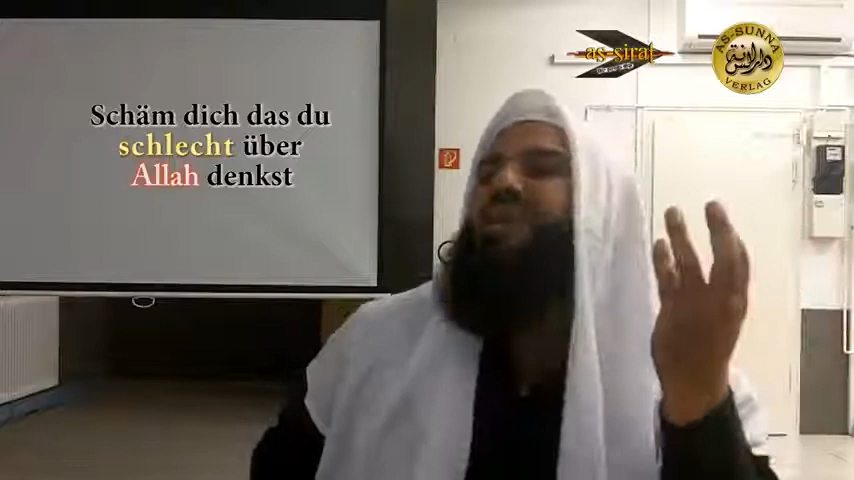 Schäm dich das du
schlecht über
Allah denkst
as-sirat
AS-SUNNA
VERLAG